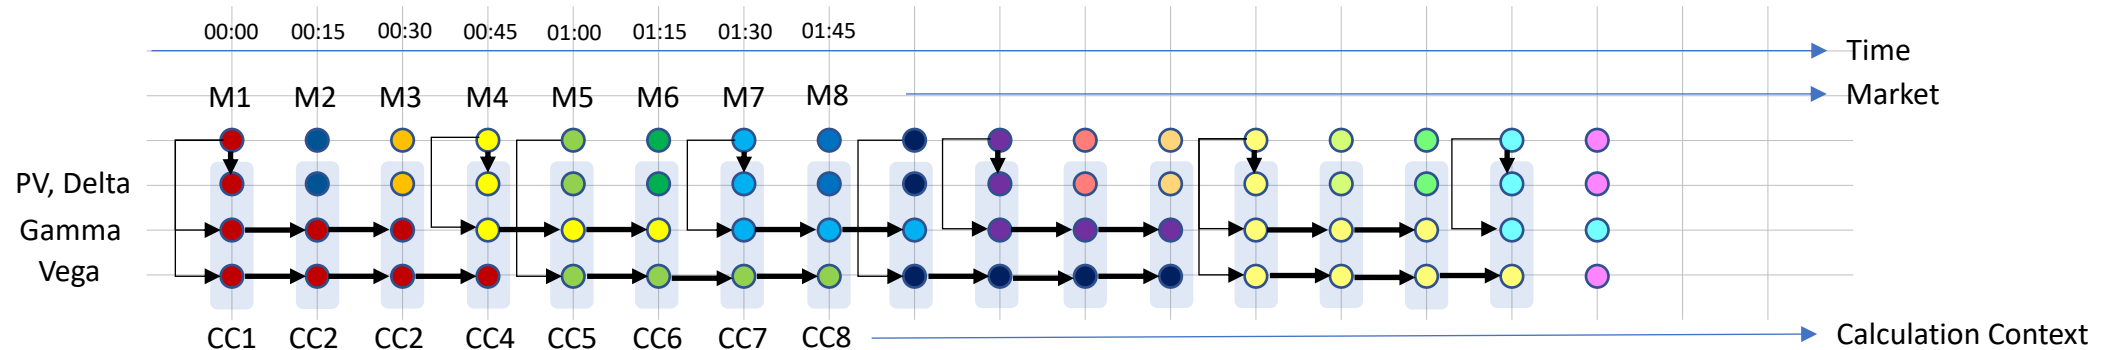 00:00 00:15 00:30 00:45 01:00 01:15 01:30 01:45
Time
M1 M2 M3 M4 M5 M6 M7 M8
Market
PV, Delta
Gamma
Vega
CC1 CC2 CC2 CC4 CC5 CC6 CC7 CC8
Calculation Context